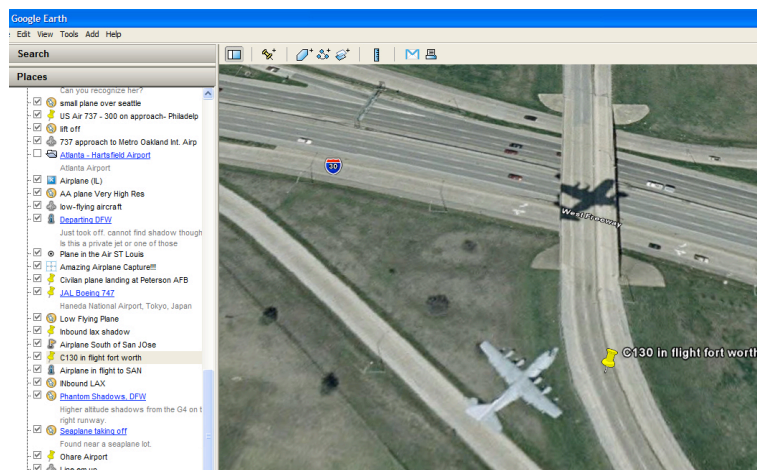 Google Earth
Edit View Tools Add Help
Search
Places
Can you recognize her?
small plane over seattle
US Air 737 - 300 on approach- Philadelp
lift off
737 approach to Metro Oakland Int. Airp
Atlanta - Hartsfield Airport
Atlanta Airport
Airplane (IL)
AA plane Very High Res
low-flying aircraft
Departing DFW
Just took off, cannot find shadow though
Is this a private jet or one of those
Plane in the Air ST Louis
Amazing Airplane Capture!!!
Civilan plane landing at Peterson AFB
JAL Boeing 747
Haneda National Airport, Tokyo, Japan
Low Flying Plane
Inbound lax shadow
Airplane South of San JOse
C130 in flight fort worth
Airplane in flight to SAN
INbound LAX
Phantom Shadows, DFW
Higher altitude shadows from the G4 on t
right runway.
Seaplane taking off
Found near a seaplane lot.
Ohare Airport
Line em up
30
West Freeway
C130 in flight fort worth